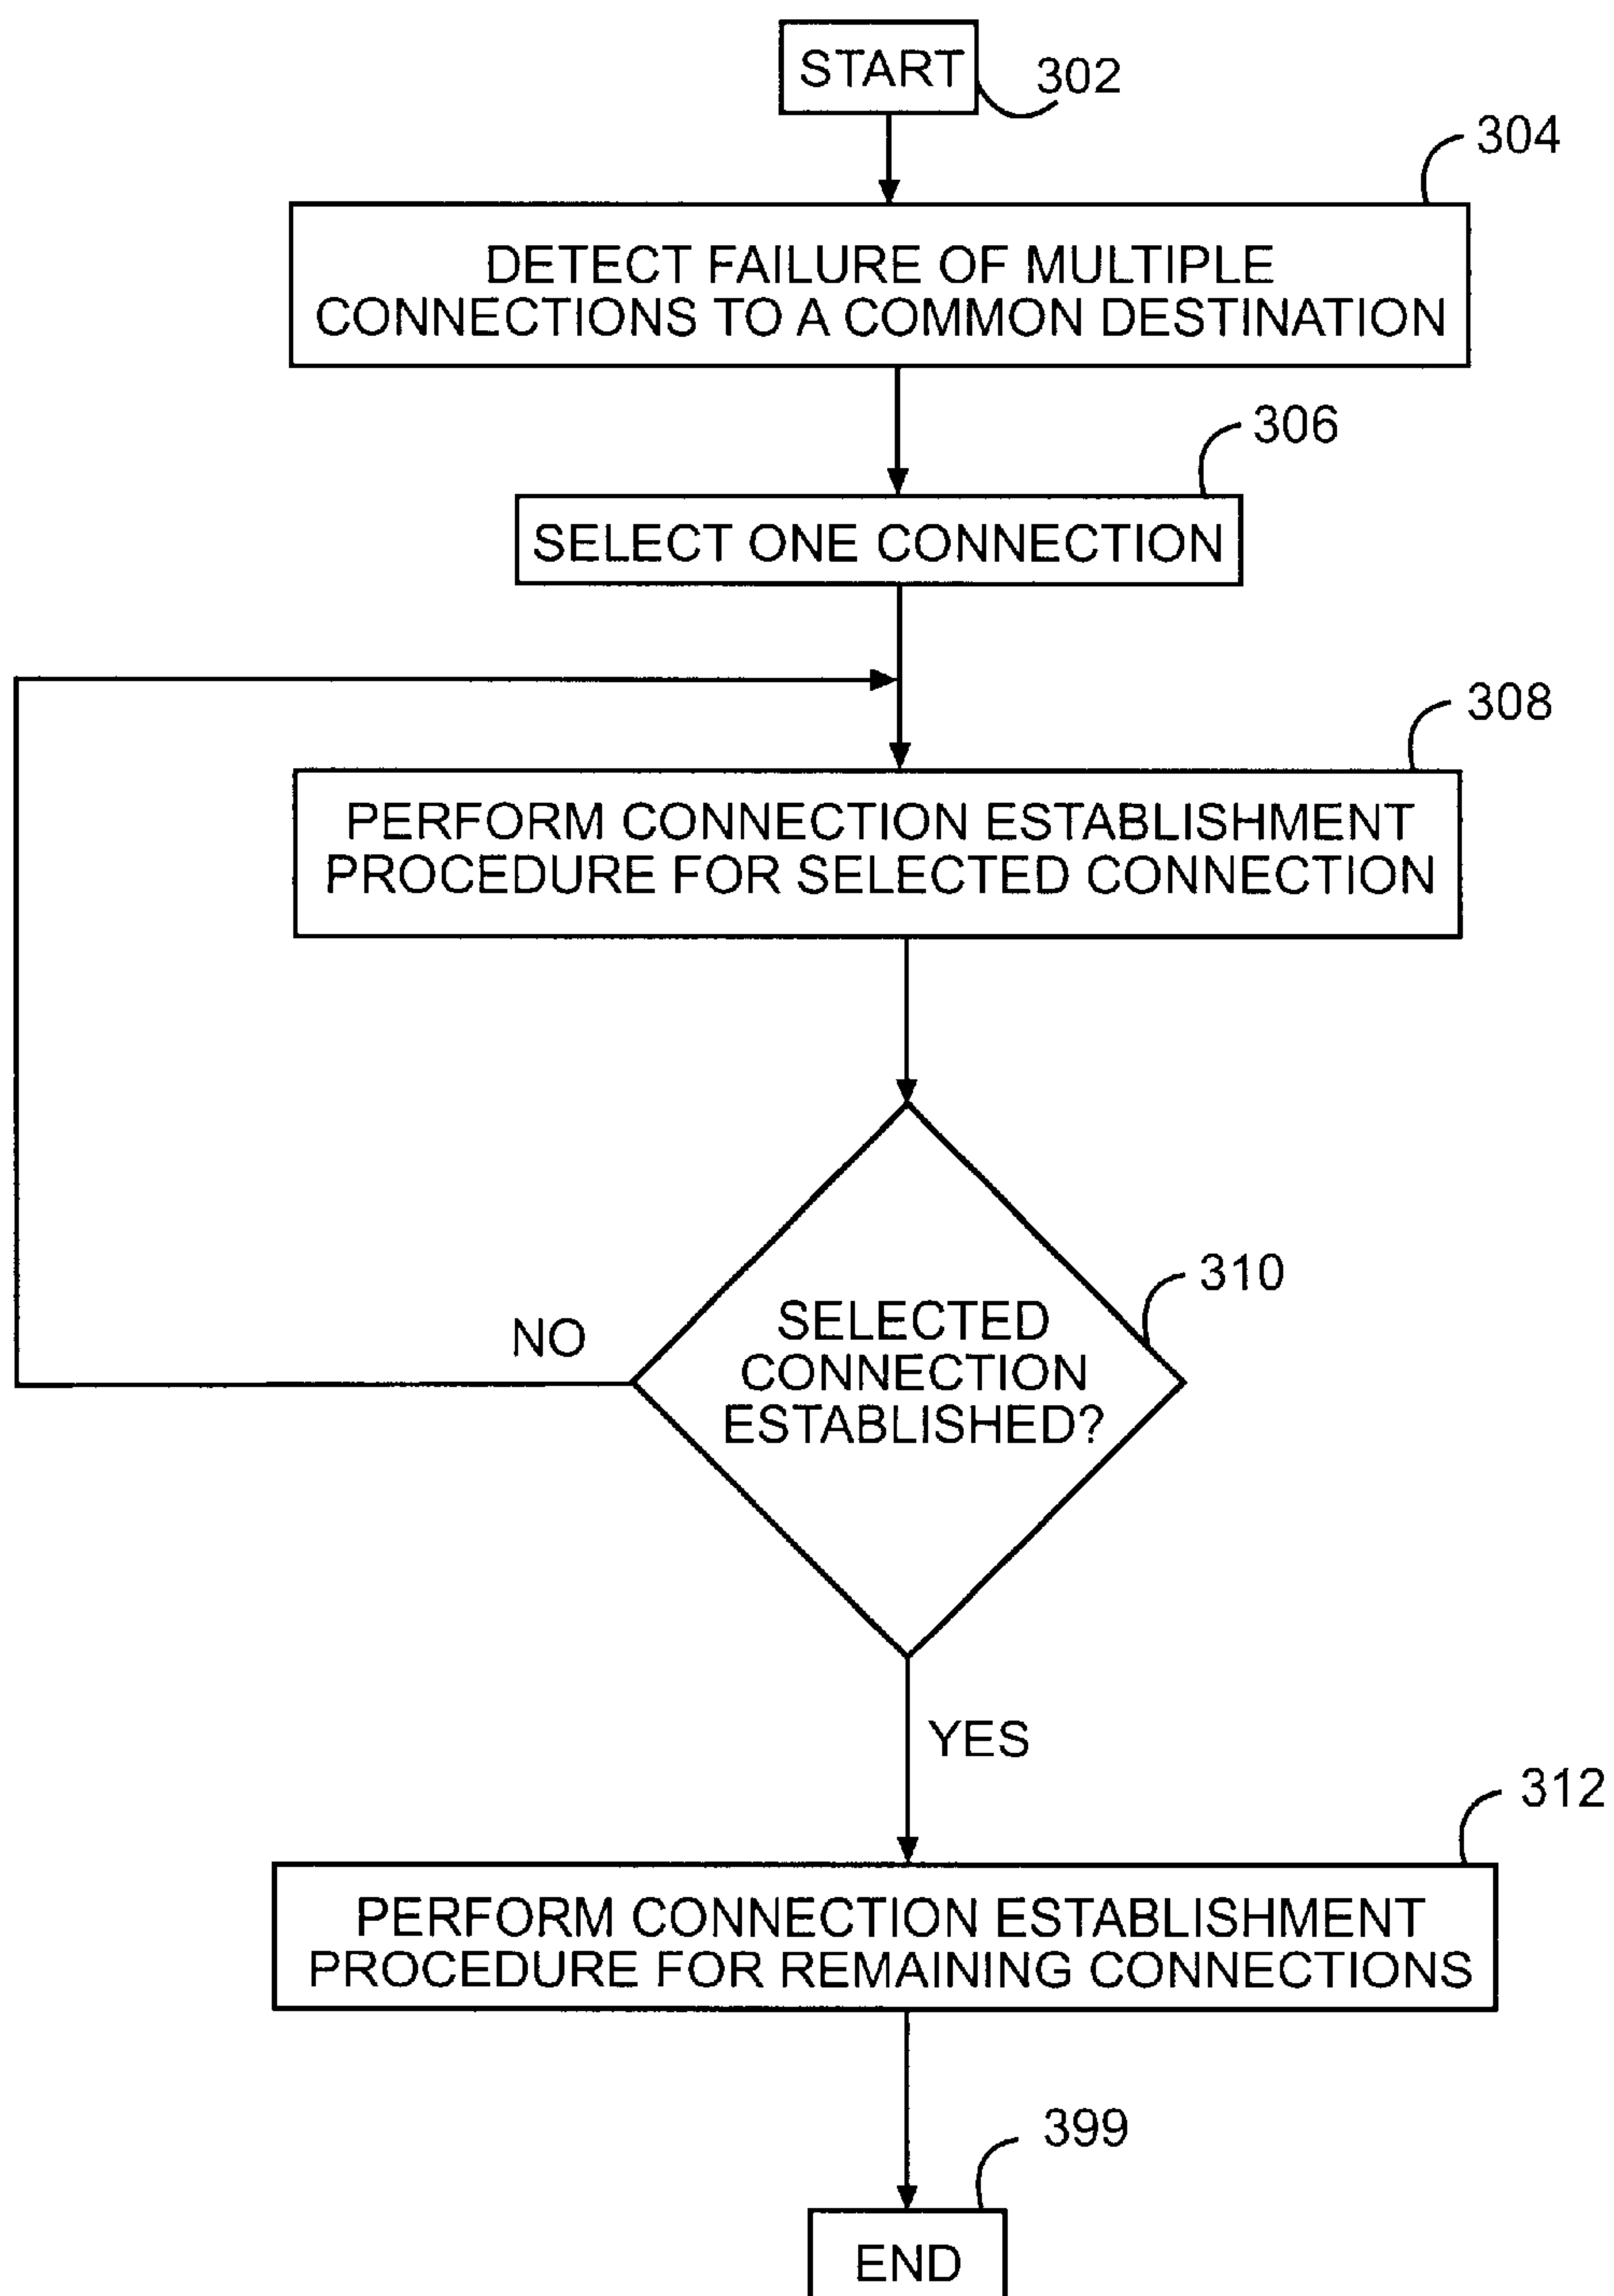 START
302
304
DETECT FAILURE OF MULTIPLE
CONNECTIONS TO A COMMON DESTINATION
306
SELECT ONE CONNECTION
308
PERFORM CONNECTION ESTABLISHMENT
PROCEDURE FOR SELECTED CONNECTION
310
SELECTED
CONNECTION
ESTABLISHED?
NO
YES
312
PERFORM CONNECTION ESTABLISHMENT
PROCEDURE FOR REMAINING CONNECTIONS
399
END